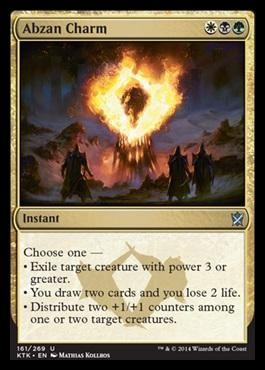 Abzan Charm
Instant
Choose one —
• Exile target creature with power 3 or
greater.
• You draw two cards and you lose 2 life.
• Distribute two +1/+1 counters among
one or two target creatures.
161/269 U
KTK • EN MATHIAS KOLLROS
™ & © 2014 Wizards of the Coast